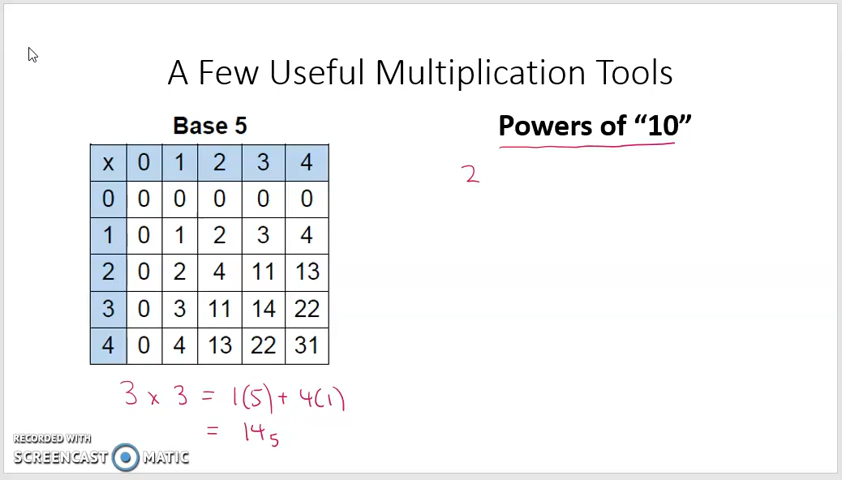 A Few Useful Multiplication Tools
Base 5
x 0 1 2 3 4
0 0 0 0 0 0
1 0 1 2 3 4
2 0 2 4 11 13
3 0 3 11 14 22
4 0 4 13 22 31
3 x 3 = 1(5) + 4(1)
= 14₅
Powers of “10”
2
RECORDED WITH
SCREENCAST MATIC